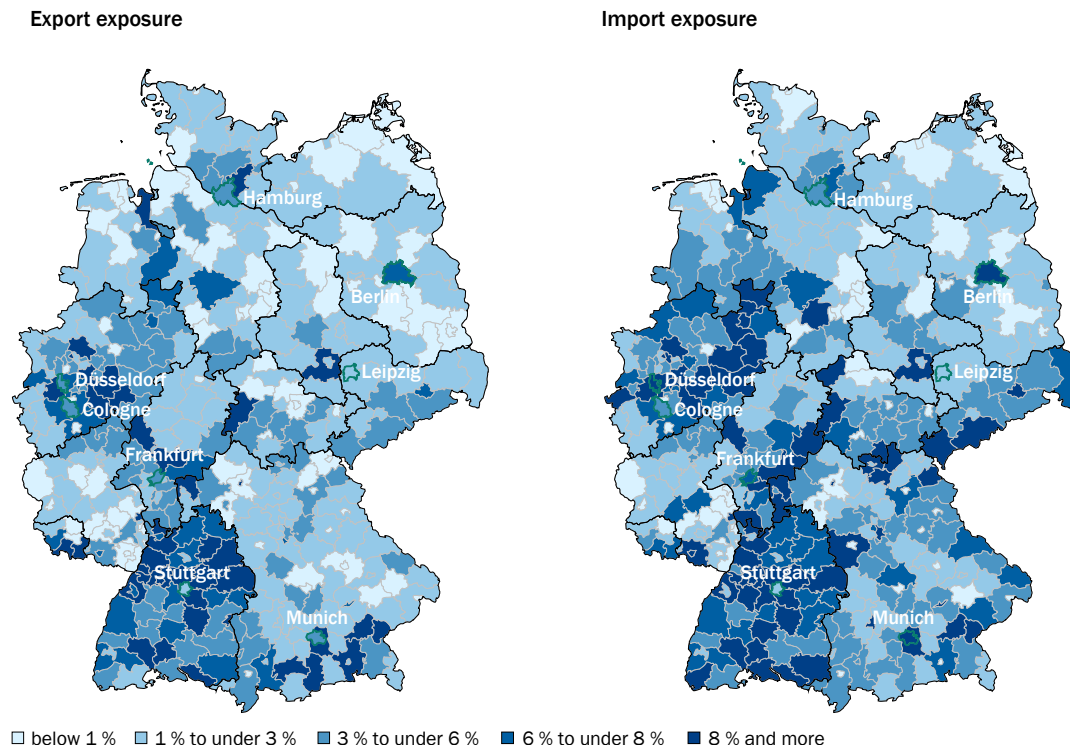 Export exposure
Import exposure
Hamburg
Berlin
Leipzig
Düsseldorf
Cologne
Frankfurt
Stuttgart
Munich
Hamburg
Berlin
Leipzig
Düsseldorf
Cologne
Frankfurt
Stuttgart
Munich
below 1 % 1 % to under 3 % 3 % to under 6 % 6 % to under 8 % 8 % and more